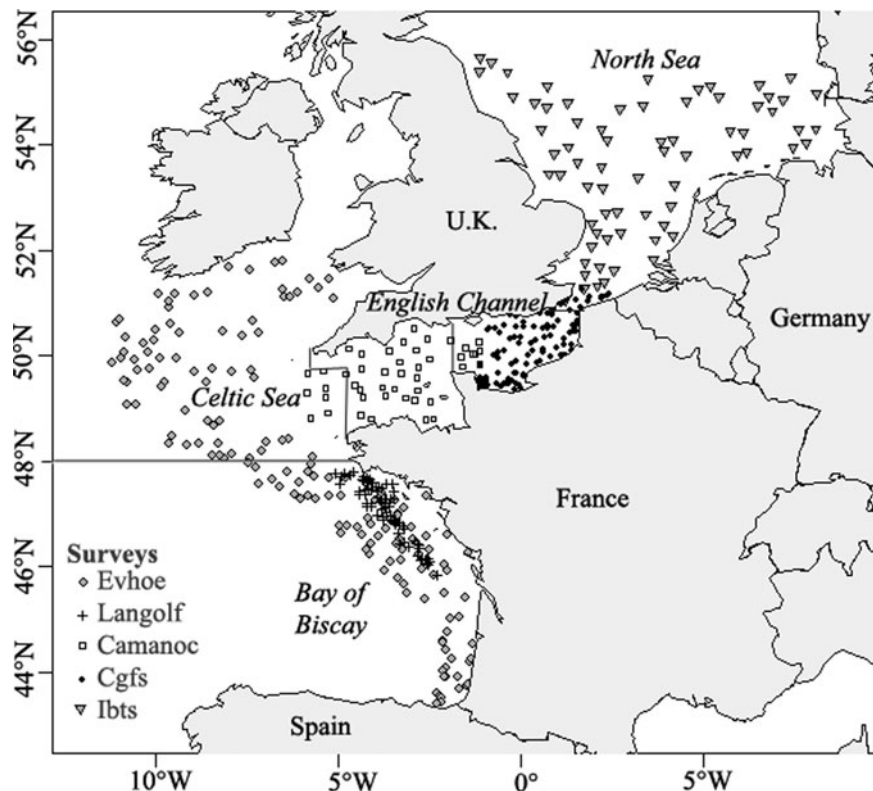 56°N
54°N
52°N
50°N
48°N
46°N
44°N
North Sea
U.K.
English Channel
Germany
Celtic Sea
France
Surveys
Evhoe
Langolf
Camanoc
Cgfs
Ibts
Bay of
Biscay
Spain
10°W
5°W
0°
5°W